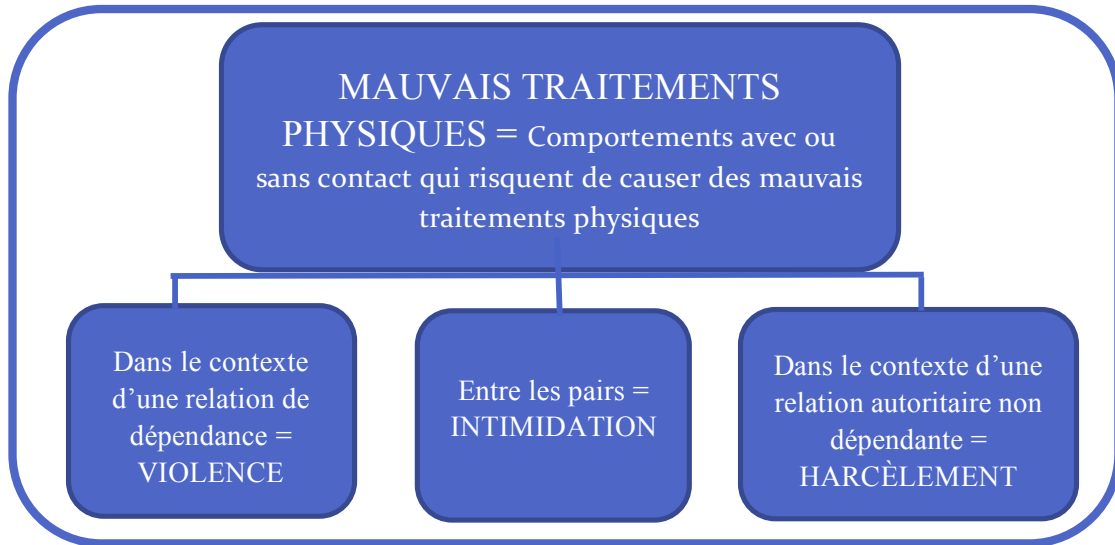 MAUVAIS TRAITEMENTS
PHYSIQUES = Comportements avec ou
sans contact qui risquent de causer des mauvais
traitements physiques
Dans le contexte
d’une relation de
dépendance =
VIOLENCE
Entre les pairs =
INTIMIDATION
Dans le contexte d’une
relation autoritaire non
dépendante =
HARCÈLEMENT